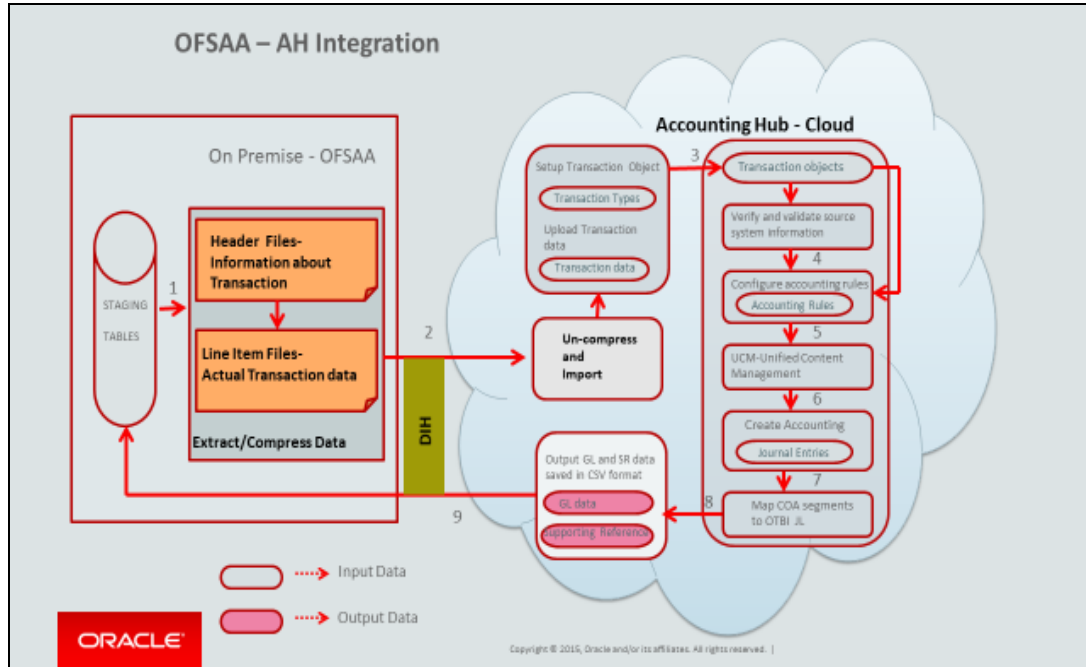 OFSAA – AH Integration
On Premise - OFSAA
STAGING
TABLES
1
Header Files-
Information about
Transaction
Line Item Files-
Actual Transaction data
Extract/Compress Data
2
DIH
9
Accounting Hub - Cloud
Setup Transaction Object
Transaction Types
Upload Transaction
data
Transaction data
Un-compress
and
Import
Output GL and SR data
saved in CSV format
GL data
Supporting Reference
3
Transaction objects
Verify and validate source
system information
4
Configure accounting rules
Accounting Rules
5
UCM-Unified Content
Management
6
Create Accounting
Journal Entries
7
Map COA segments
to OTBI JL
8
Input Data
Output Data
ORACLE®
Copyright © 2015, Oracle and/or its affiliates. All rights reserved. |